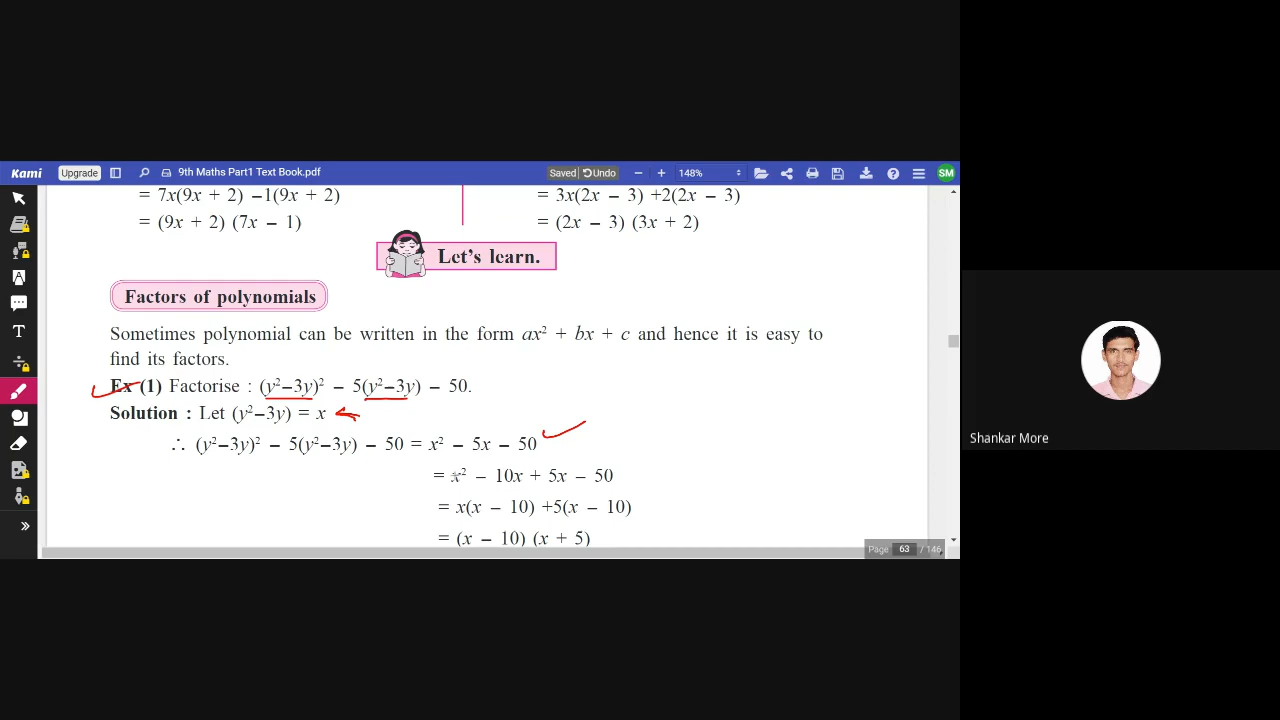 Kami Upgrade 9th Maths Part1 Text Book.pdf Saved Undo − + 148% SM
= 7x(9x + 2) −1(9x + 2) = 3x(2x − 3) +2(2x − 3)
= (9x + 2) (7x − 1) = (2x − 3) (3x + 2)
Let's learn.
Factors of polynomials
Sometimes polynomial can be written in the form ax² + bx + c and hence it is easy to
find its factors.
Ex (1) Factorise : (y²−3y)² − 5(y²−3y) − 50.
Solution : Let (y²−3y) = x
∴ (y²−3y)² − 5(y²−3y) − 50 = x² − 5x − 50
= x² − 10x + 5x − 50
= x(x − 10) +5(x − 10)
= (x − 10) (x + 5)
Page 63 / 146
Shankar More